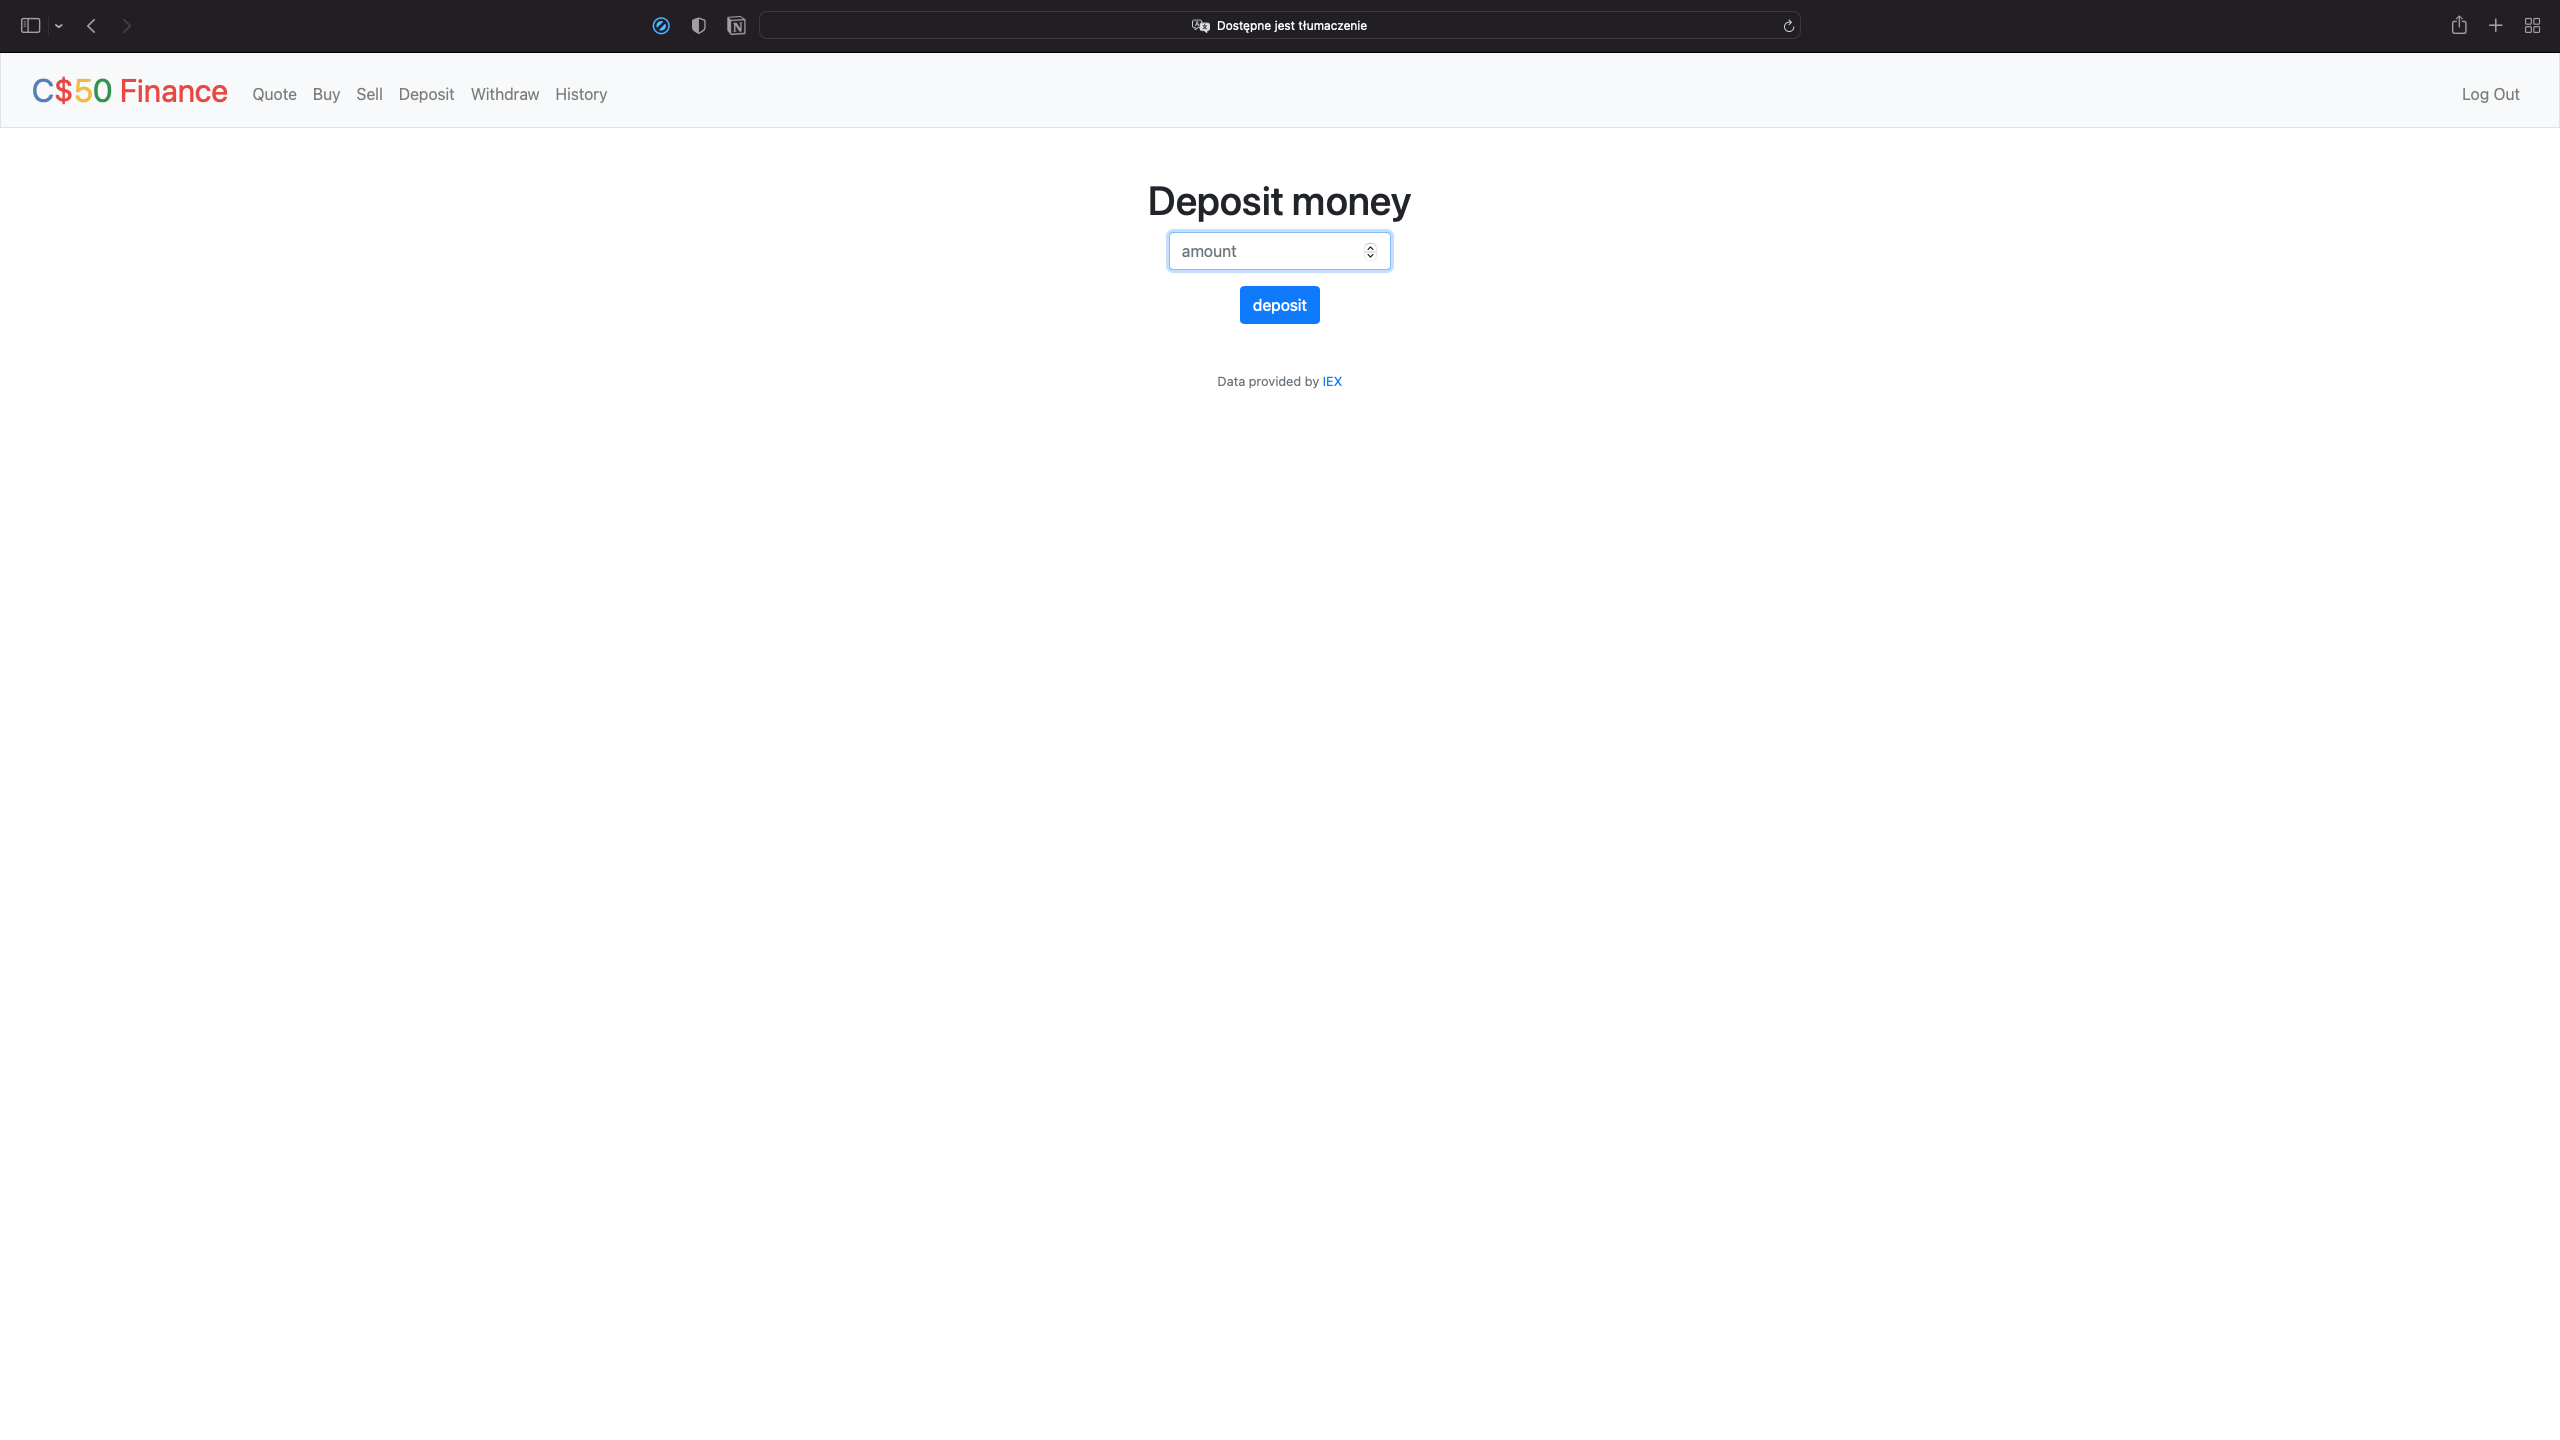 Dostępne jest tłumaczenie
C$50 Finance Quote Buy Sell Deposit Withdraw History Log Out
Deposit money
amount
deposit
Data provided by IEX